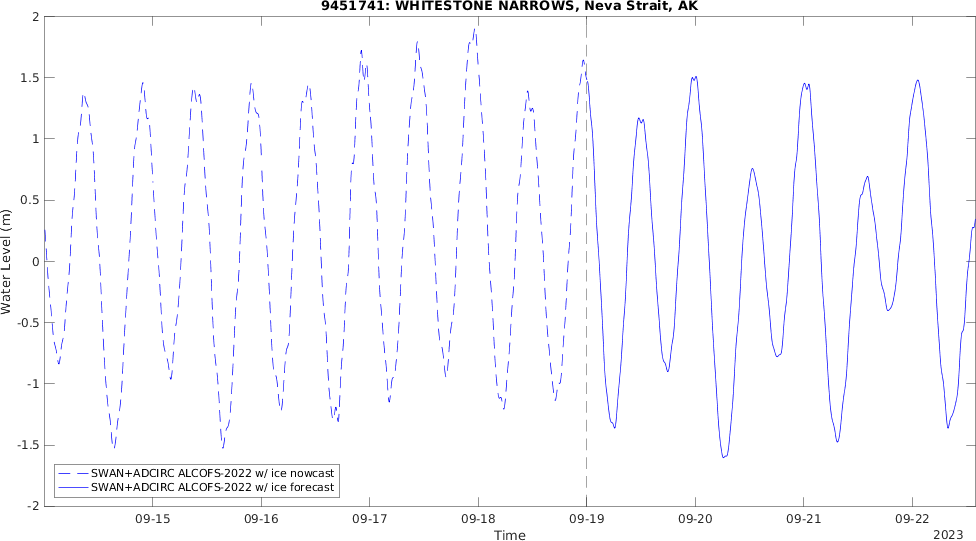 9451741: WHITESTONE NARROWS, Neva Strait, AK
2
1.5
1
0.5
0
-0.5
-1
-1.5
-2
Water Level (m)
SWAN+ADCIRC ALCOFS-2022 w/ ice nowcast
SWAN+ADCIRC ALCOFS-2022 w/ ice forecast
09-15 09-16 09-17 09-18 09-19 09-20 09-21 09-22
Time
2023